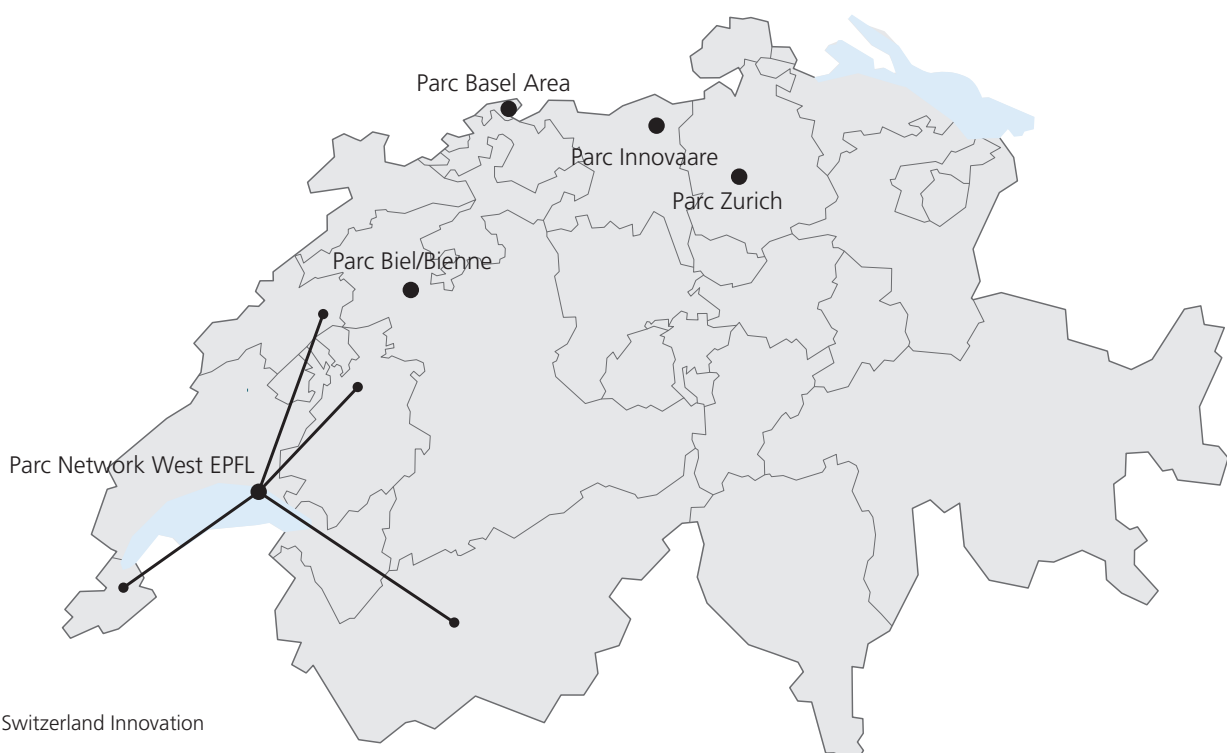 Parc Basel Area
Parc Innovaare
Parc Zurich
Parc Biel/Bienne
Parc Network West EPFL
Switzerland Innovation